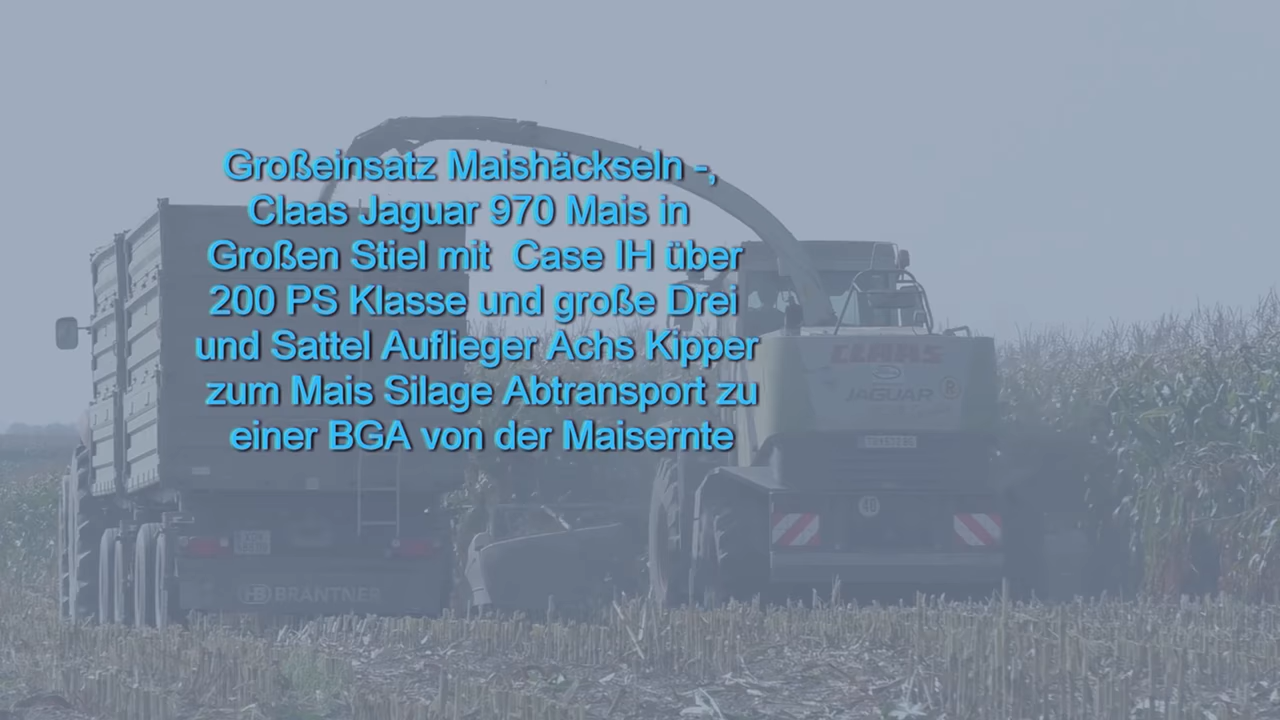 Großeinsatz Maishäckseln -,
Claas Jaguar 970 Mais in
Großen Stiel mit  Case IH über
200 PS Klasse und große Drei
und Sattel Auflieger Achs Kipper
zum Mais Silage Abtransport zu
einer BGA von der Maisernte
CLAAS
JAGUAR
40
BRANTNER